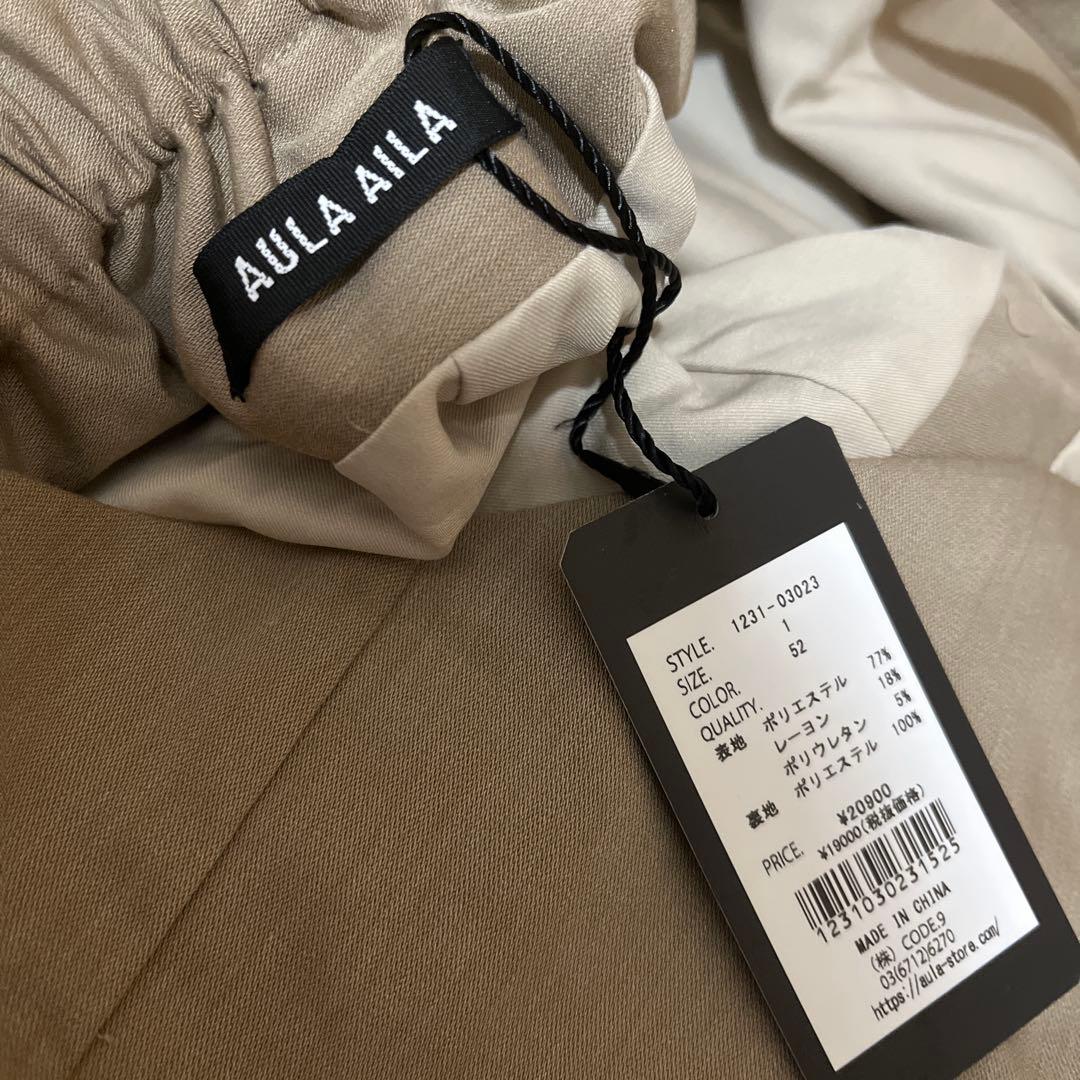 AULA AILA
STYLE. 1231-03023
SIZE. 1
COLOR. 52
QUALITY.
表地 ポリエステル 77%
レーヨン 18%
ポリウレタン 5%
裏地 ポリエステル 100%
¥20900
PRICE. ¥19000(税抜価格)
1231030231525
MADE IN CHINA
(株) CODE.9
03(6712)6270
https://aula-store.com/